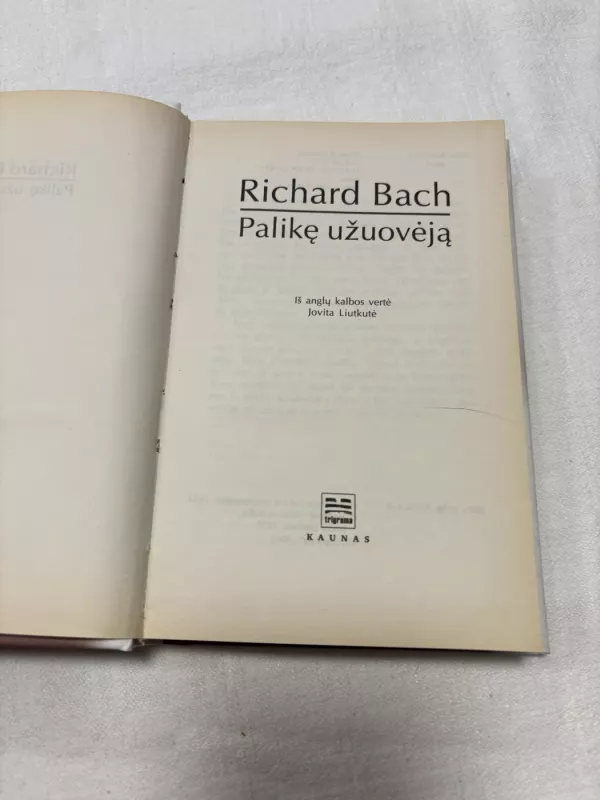 Richard Bach
Palikę užuovėją
Iš anglų kalbos vertė
Jovita Liutkutė
trigrama
KAUNAS